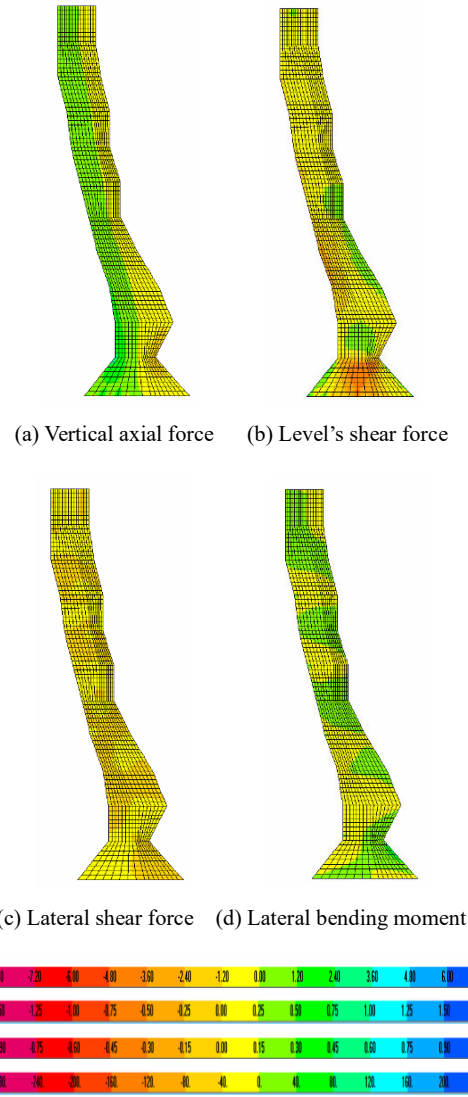 (a) Vertical axial force (b) Level's shear force
(c) Lateral shear force (d) Lateral bending moment
-7.20 -6.00 -4.80 -3.60 -2.40 -1.20 0.00 1.20 2.40 3.60 4.80 6.00
-1.25 -1.00 -0.75 -0.50 -0.25 0.00 0.25 0.50 0.75 1.00 1.25 1.50
-0.75 -0.60 -0.45 -0.30 -0.15 0.00 0.15 0.30 0.45 0.60 0.75 0.90
-240. -200. -160. -120. -80. -40. 0. 40. 80. 120. 160. 200.